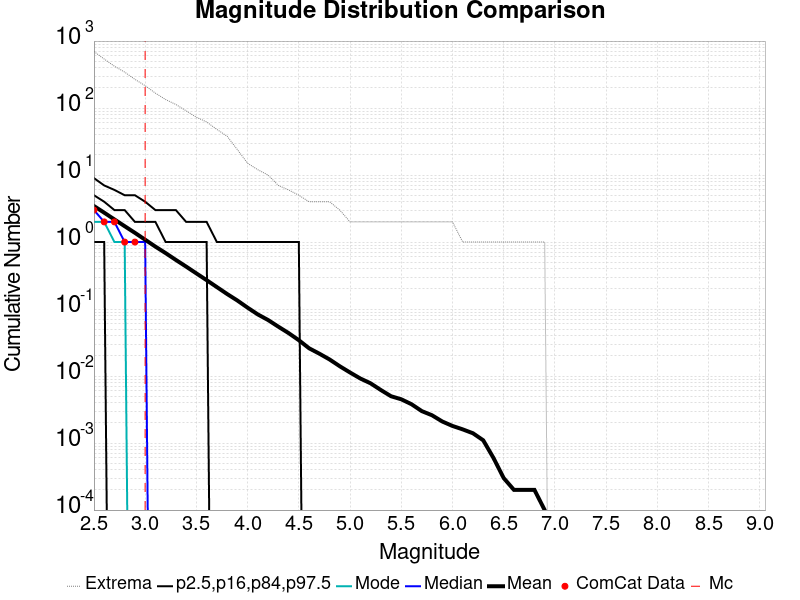 Magnitude Distribution Comparison
10 3
10 2
10 1
10 0
10 -1
10 -2
10 -3
10 -4
Cumulative Number
2.5 3.0 3.5 4.0 4.5 5.0 5.5 6.0 6.5 7.0 7.5 8.0 8.5 9.0
Magnitude
Extrema p2.5,p16,p84,p97.5 Mode Median Mean ComCat Data Mc